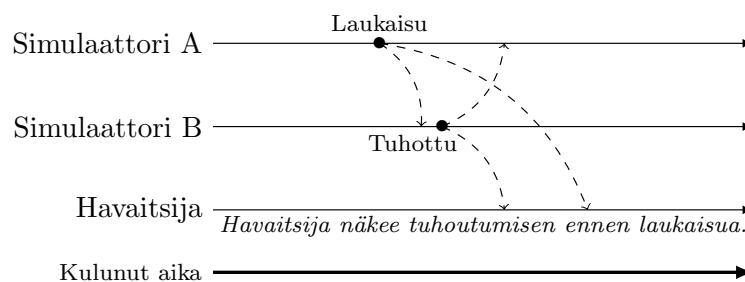 Laukaisu
Simulaattori A
Simulaattori B
Tuhottu
Havaitsija
Havaitsija näkee tuhoutumisen ennen laukaisua.
Kulunut aika